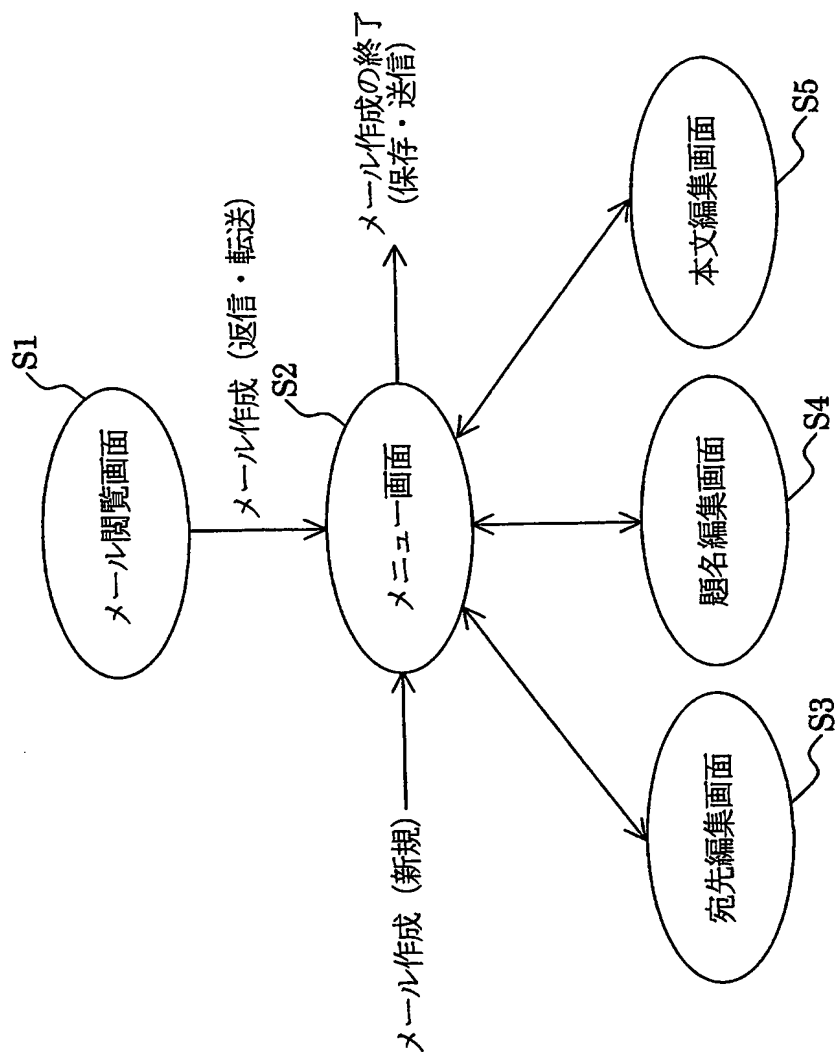 S1
メール閲覧画面
メール作成 (返信・転送)
S2
メール作成 (新規)
メニュー画面
メール作成の終了
(保存・送信)
宛先編集画面
S3
題名編集画面
S4
本文編集画面
S5